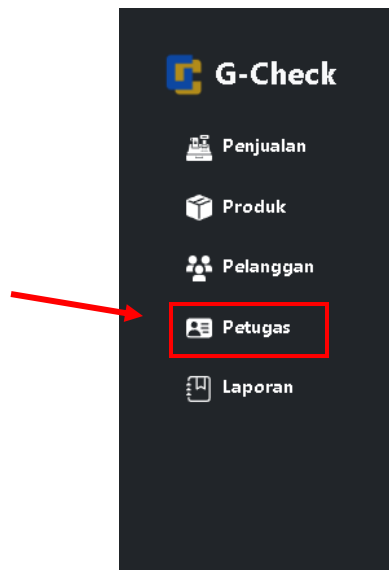 G-Check
Penjualan
Produk
Pelanggan
Petugas
Laporan